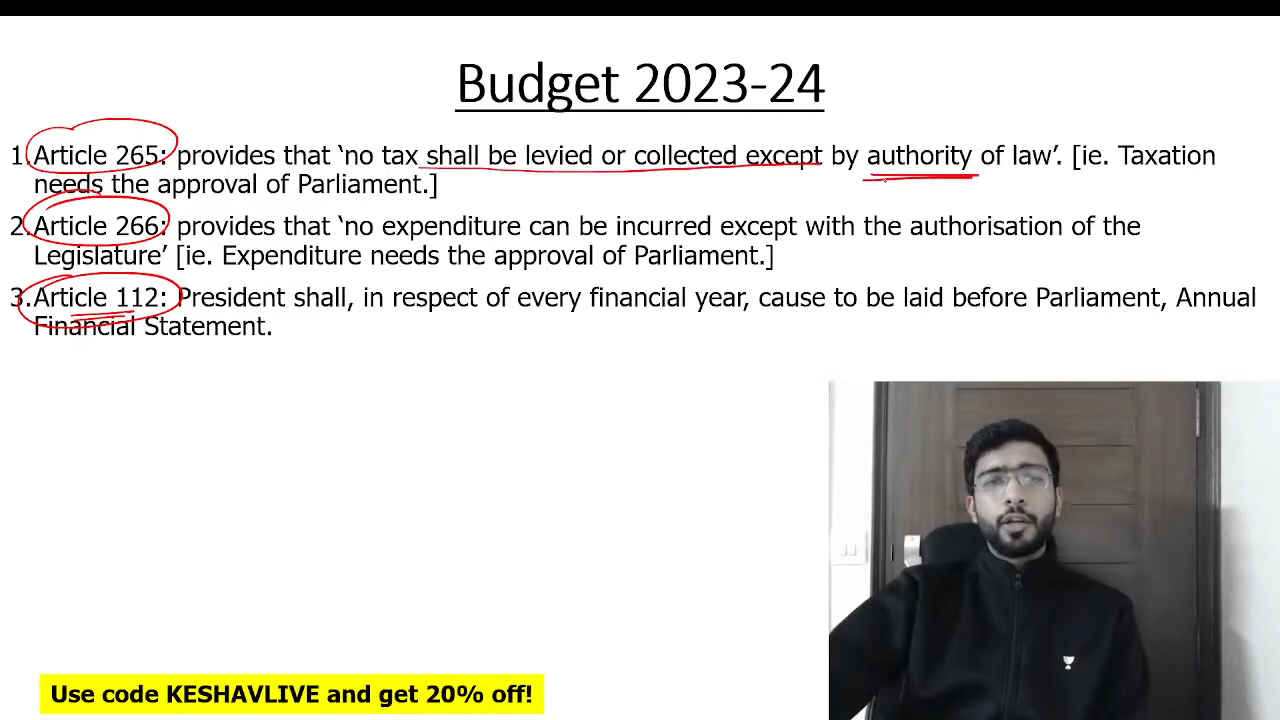 Budget 2023-24
1. Article 265: provides that ‘no tax shall be levied or collected except by authority of law’. [ie. Taxation
needs the approval of Parliament.]
2. Article 266: provides that ‘no expenditure can be incurred except with the authorisation of the
Legislature’ [ie. Expenditure needs the approval of Parliament.]
3. Article 112: President shall, in respect of every financial year, cause to be laid before Parliament, Annual
Financial Statement.
Use code KESHAVLIVE and get 20% off!